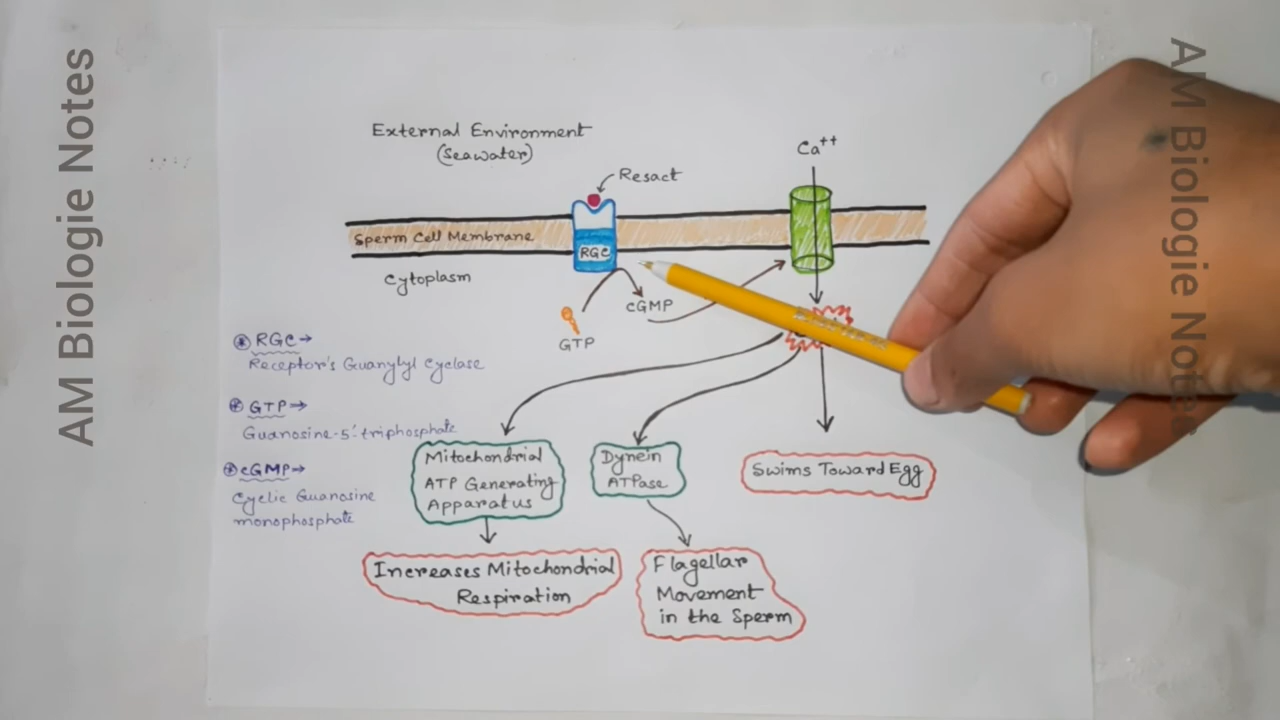 AM Biologie Notes
External Environment
(Seawater)
Resact
Ca++
Sperm Cell Membrane
RGC
Cytoplasm
cGMP
GTP
RGC→
Receptor's Guanylyl Cyclase
GTP→
Guanosine-5'-triphosphate
cGMP→
Cyclic Guanosine
monophosphate
Mitochondrial
ATP Generating
Apparatus
Dynein
ATPase
Swims Toward Egg
Increases Mitochondrial
Respiration
Flagellar
Movement
in the Sperm
AM Biologie Notes